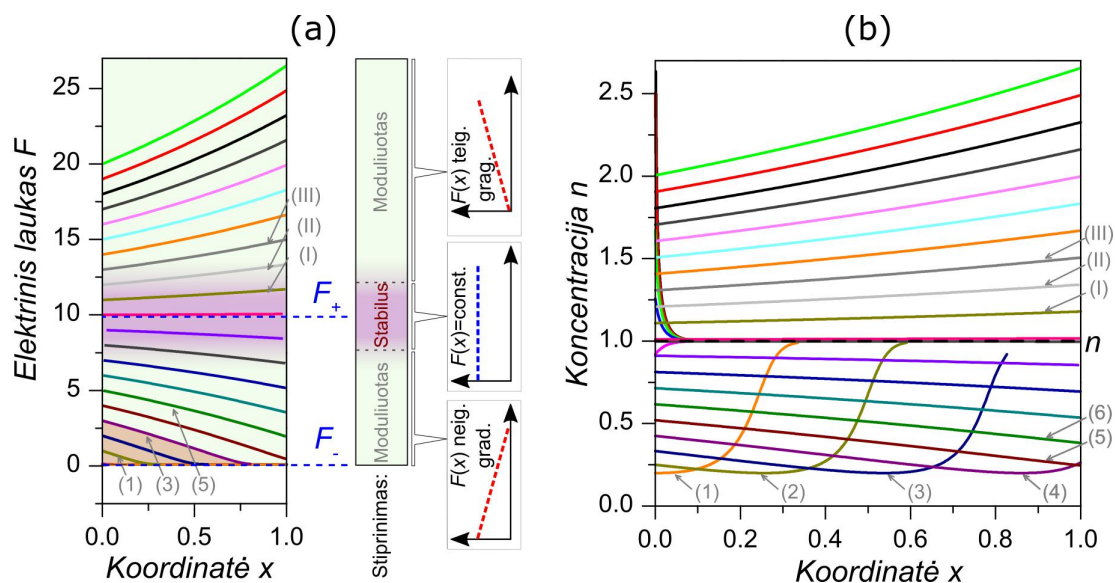 (a)
(b)
Elektrinis laukas F
25
20
15
10
5
0
(III)
(II)
(I)
F+
F-
(1)
(3)
(5)
0.0
0.5
1.0
Koordinatė x
Stiprinimas:
Moduliuotas
Stabilus
Moduliuotas
F(x) teig.
grag.
F(x)=const.
F(x) neig.
grad.
Koncentracija n
2.5
2.0
1.5
1.0
0.5
0.0
(III)
(II)
(I)
n
(6)
(5)
(1)
(2)
(3)
(4)
0.0
0.2
0.4
0.6
0.8
1.0
Koordinatė x